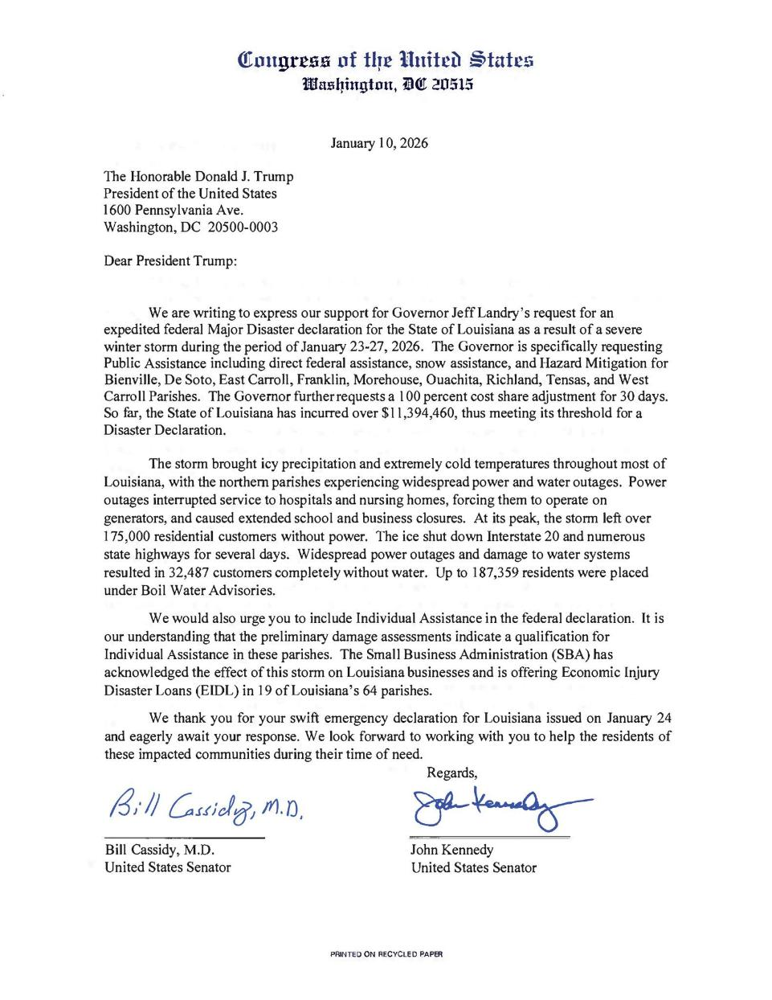 Congress of the United States
Washington, DC 20515
January 10, 2026
The Honorable Donald J. Trump
President of the United States
1600 Pennsylvania Ave.
Washington, DC 20500-0003
Dear President Trump:
We are writing to express our support for Governor Jeff Landry's request for an
expedited federal Major Disaster declaration for the State of Louisiana as a result of a severe
winter storm during the period of January 23-27, 2026. The Governor is specifically requesting
Public Assistance including direct federal assistance, snow assistance, and Hazard Mitigation for
Bienville, De Soto, East Carroll, Franklin, Morehouse, Ouachita, Richland, Tensas, and West
Carroll Parishes. The Governor further requests a 100 percent cost share adjustment for 30 days.
So far, the State of Louisiana has incurred over $11,394,460, thus meeting its threshold for a
Disaster Declaration.
The storm brought icy precipitation and extremely cold temperatures throughout most of
Louisiana, with the northern parishes experiencing widespread power and water outages. Power
outages interrupted service to hospitals and nursing homes, forcing them to operate on
generators, and caused extended school and business closures. At its peak, the storm left over
175,000 residential customers without power. The ice shut down Interstate 20 and numerous
state highways for several days. Widespread power outages and damage to water systems
resulted in 32,487 customers completely without water. Up to 187,359 residents were placed
under Boil Water Advisories.
We would also urge you to include Individual Assistance in the federal declaration. It is
our understanding that the preliminary damage assessments indicate a qualification for
Individual Assistance in these parishes. The Small Business Administration (SBA) has
acknowledged the effect of this storm on Louisiana businesses and is offering Economic Injury
Disaster Loans (EIDL) in 19 of Louisiana's 64 parishes.
We thank you for your swift emergency declaration for Louisiana issued on January 24
and eagerly await your response. We look forward to working with you to help the residents of
these impacted communities during their time of need.
Regards,
Bill Cassidy, M.D. John Kennedy
Bill Cassidy, M.D. John Kennedy
United States Senator United States Senator
PRINTED ON RECYCLED PAPER